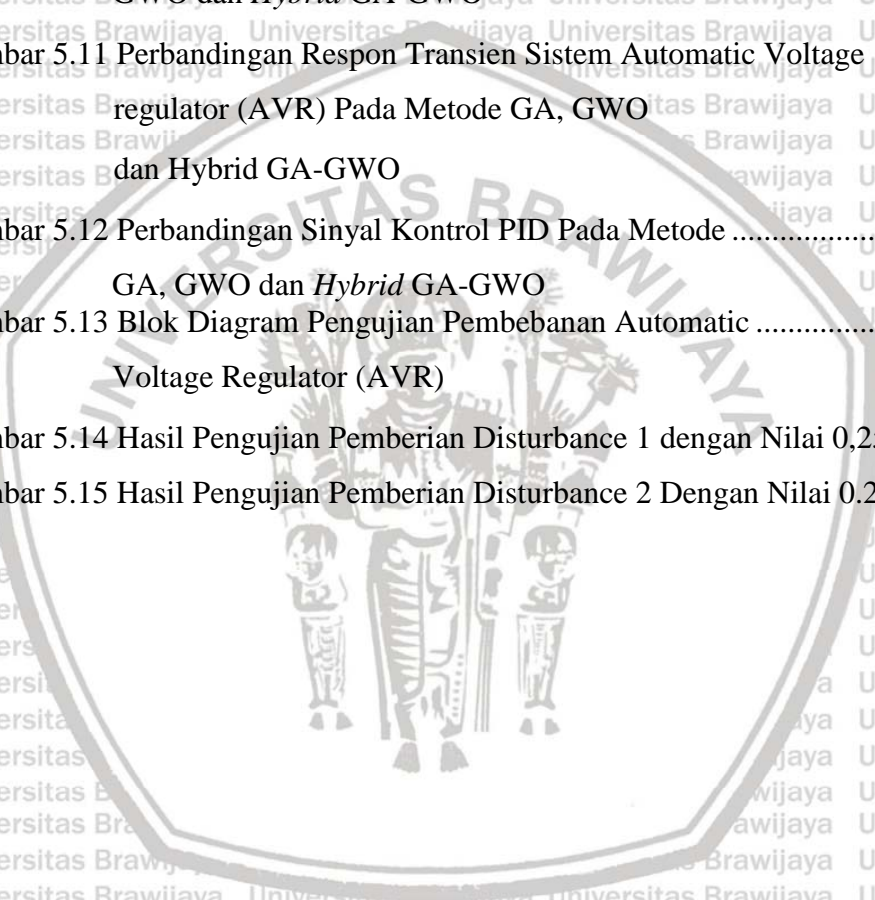 GWO dan Hybrid GA-GWO
bar 5.11 Perbandingan Respon Transien Sistem Automatic Voltage
regulator (AVR) Pada Metode GA, GWO
dan Hybrid GA-GWO
bar 5.12 Perbandingan Sinyal Kontrol PID Pada Metode ..................
GA, GWO dan Hybrid GA-GWO
bar 5.13 Blok Diagram Pengujian Pembebanan Automatic ...............
Voltage Regulator (AVR)
bar 5.14 Hasil Pengujian Pemberian Disturbance 1 dengan Nilai 0,2
bar 5.15 Hasil Pengujian Pemberian Disturbance 2 Dengan Nilai 0.2
UNIVERSITAS BRAWIJAYA